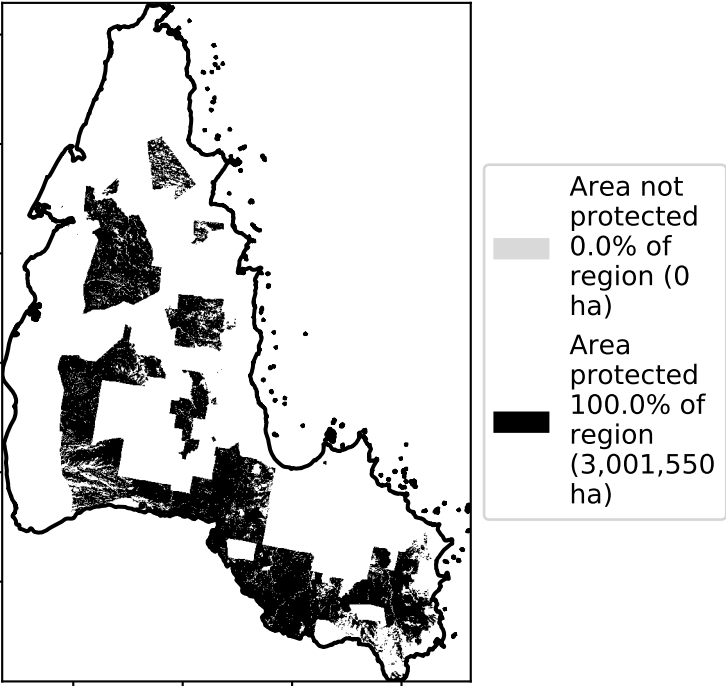 Area not
protected
0.0% of
region (0
ha)
Area
protected
100.0% of
region
(3,001,550
ha)